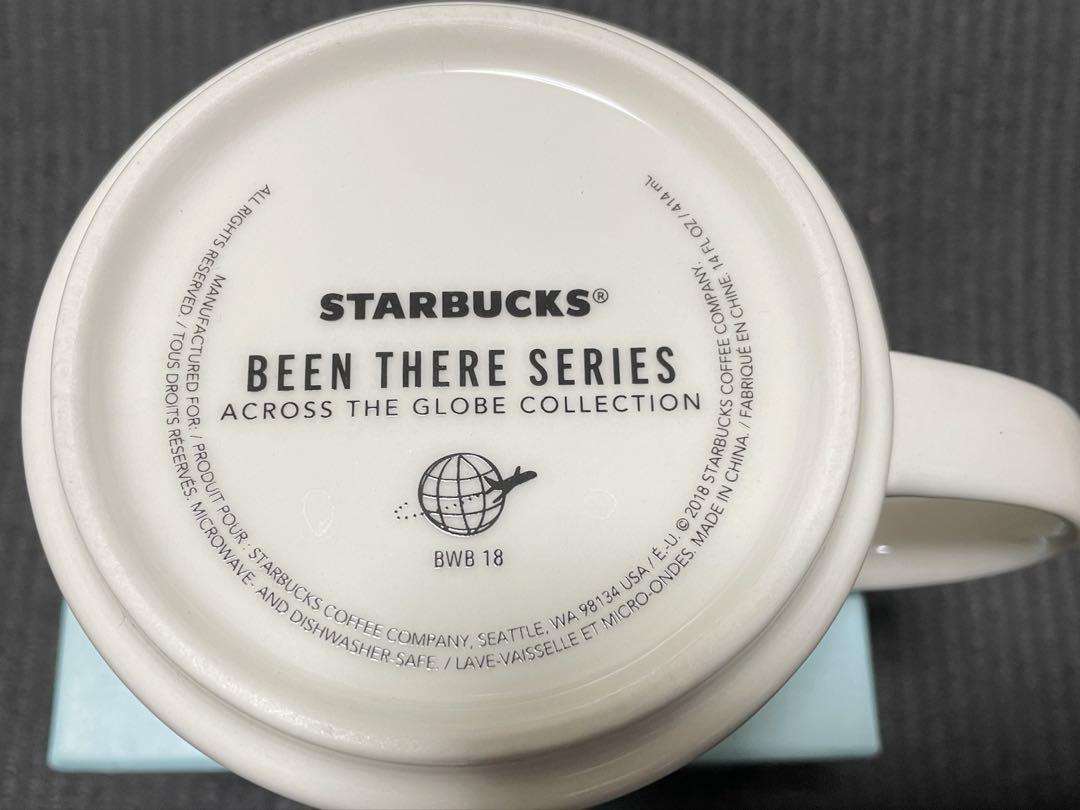 STARBUCKS®
BEEN THERE SERIES
ACROSS THE GLOBE COLLECTION
BWB 18
MANUFACTURED FOR: / PRODUIT POUR : STARBUCKS COFFEE COMPANY, SEATTLE, WA 98134 USA / É.-U. © 2018 STARBUCKS COFFEE COMPANY. 14 FL OZ / 414 mL
ALL RIGHTS RESERVED. / TOUS DROITS RÉSERVÉS. MICROWAVE- AND DISHWASHER-SAFE. / LAVE-VAISSELLE ET MICRO-ONDES. MADE IN CHINA. / FABRIQUÉ EN CHINE.